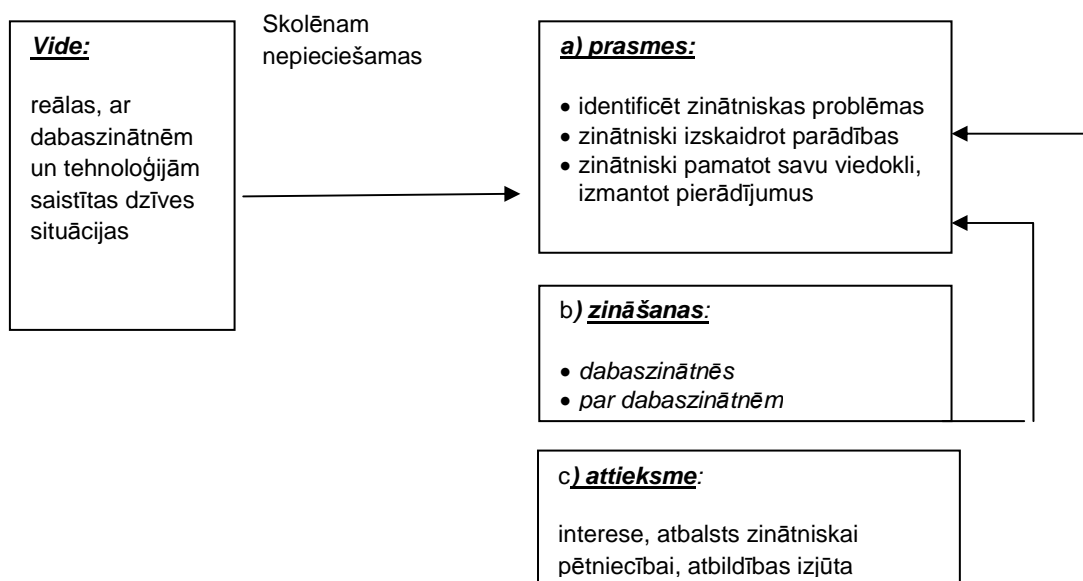 Vide:
reālas, ar
dabaszinātnēm
un tehnoloģijām
saistītas dzīves
situācijas
Skolēnam
nepieciešamas
a) prasmes:
• identificēt zinātniskas problēmas
• zinātniski izskaidrot parādības
• zinātniski pamatot savu viedokli,
izmantot pierādījumus
b) zināšanas:
• dabaszinātnēs
• par dabaszinātnēm
c) attieksme:
interese, atbalsts zinātniskai
pētniecībai, atbildības izjūta